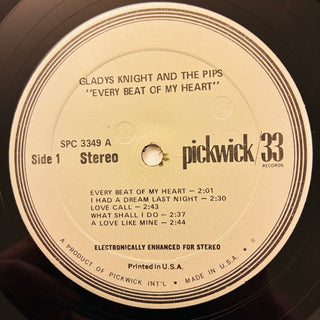 GLADYS KNIGHT AND THE PIPS
"EVERY BEAT OF MY HEART"
SPC 3349 A
Side 1 Stereo
pickwick 33
RECORDS
EVERY BEAT OF MY HEART – 2:01
I HAD A DREAM LAST NIGHT – 2:30
LOVE CALL – 2:43
WHAT SHALL I DO – 2:37
A LOVE LIKE MINE – 2:44
ELECTRONICALLY ENHANCED FOR STEREO
Printed in U.S.A.
A PRODUCT OF PICKWICK INT'L • MADE IN U.S.A. •